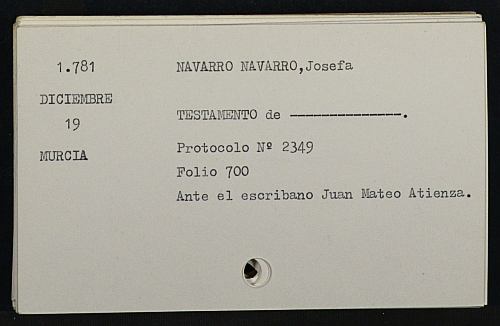 1.781 NAVARRO NAVARRO,Josefa
DICIEMBRE
TESTAMENTO de --------------.
19
MURCIA Protocolo Nº 2349
Folio 700
Ante el escribano Juan Mateo Atienza.